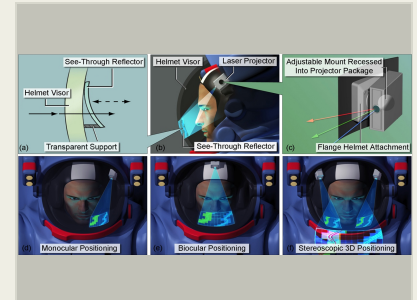 See-Through Reflector
Helmet Visor
Transparent Support
(a)
Helmet Visor
Laser Projector
See-Through Reflector
(b)
Adjustable Mount Recessed
Into Projector Package
Flange Helmet Attachment
(c)
(d)
Monocular Positioning
(e)
Biocular Positioning
(f)
Stereoscopic 3D Positioning